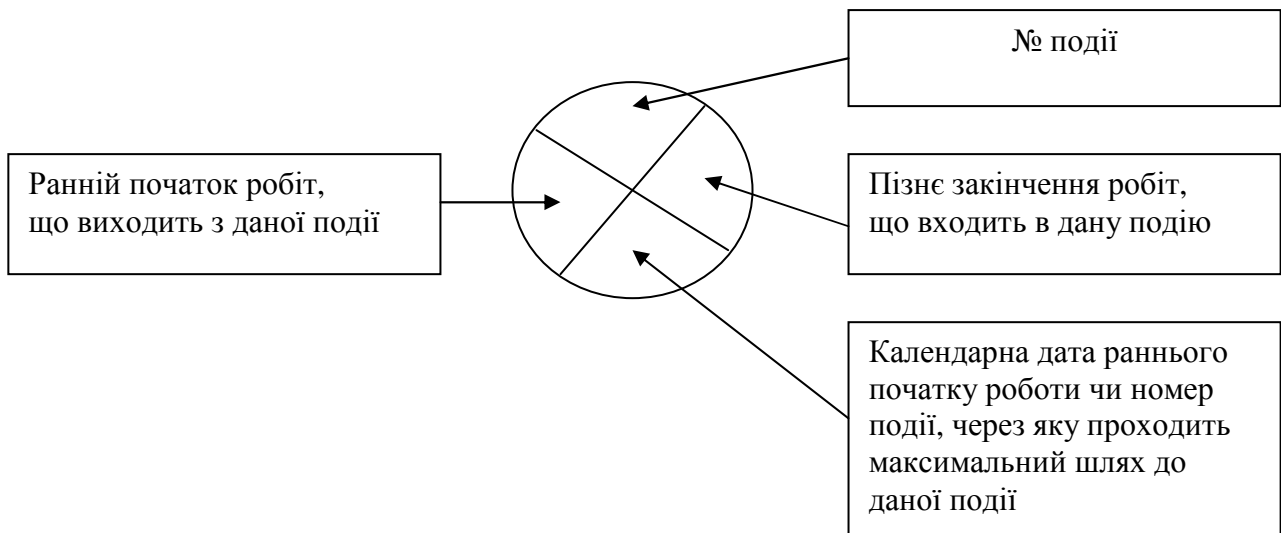 № події
Ранній початок робіт,
що виходить з даної події
Пізнє закінчення робіт,
що входить в дану подію
Календарна дата раннього
початку роботи чи номер
події, через яку проходить
максимальний шлях до
даної події